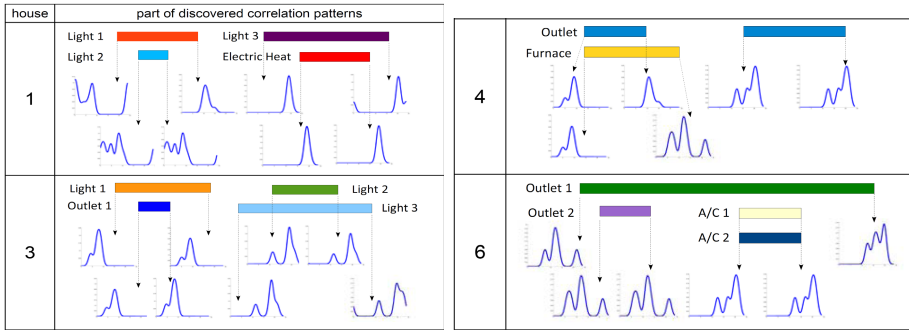 house part of discovered correlation patterns
1
Light 1
Light 2
Light 3
Electric Heat
3
Light 1
Outlet 1
Light 2
Light 3
4
Outlet
Furnace
6
Outlet 1
Outlet 2
A/C 1
A/C 2